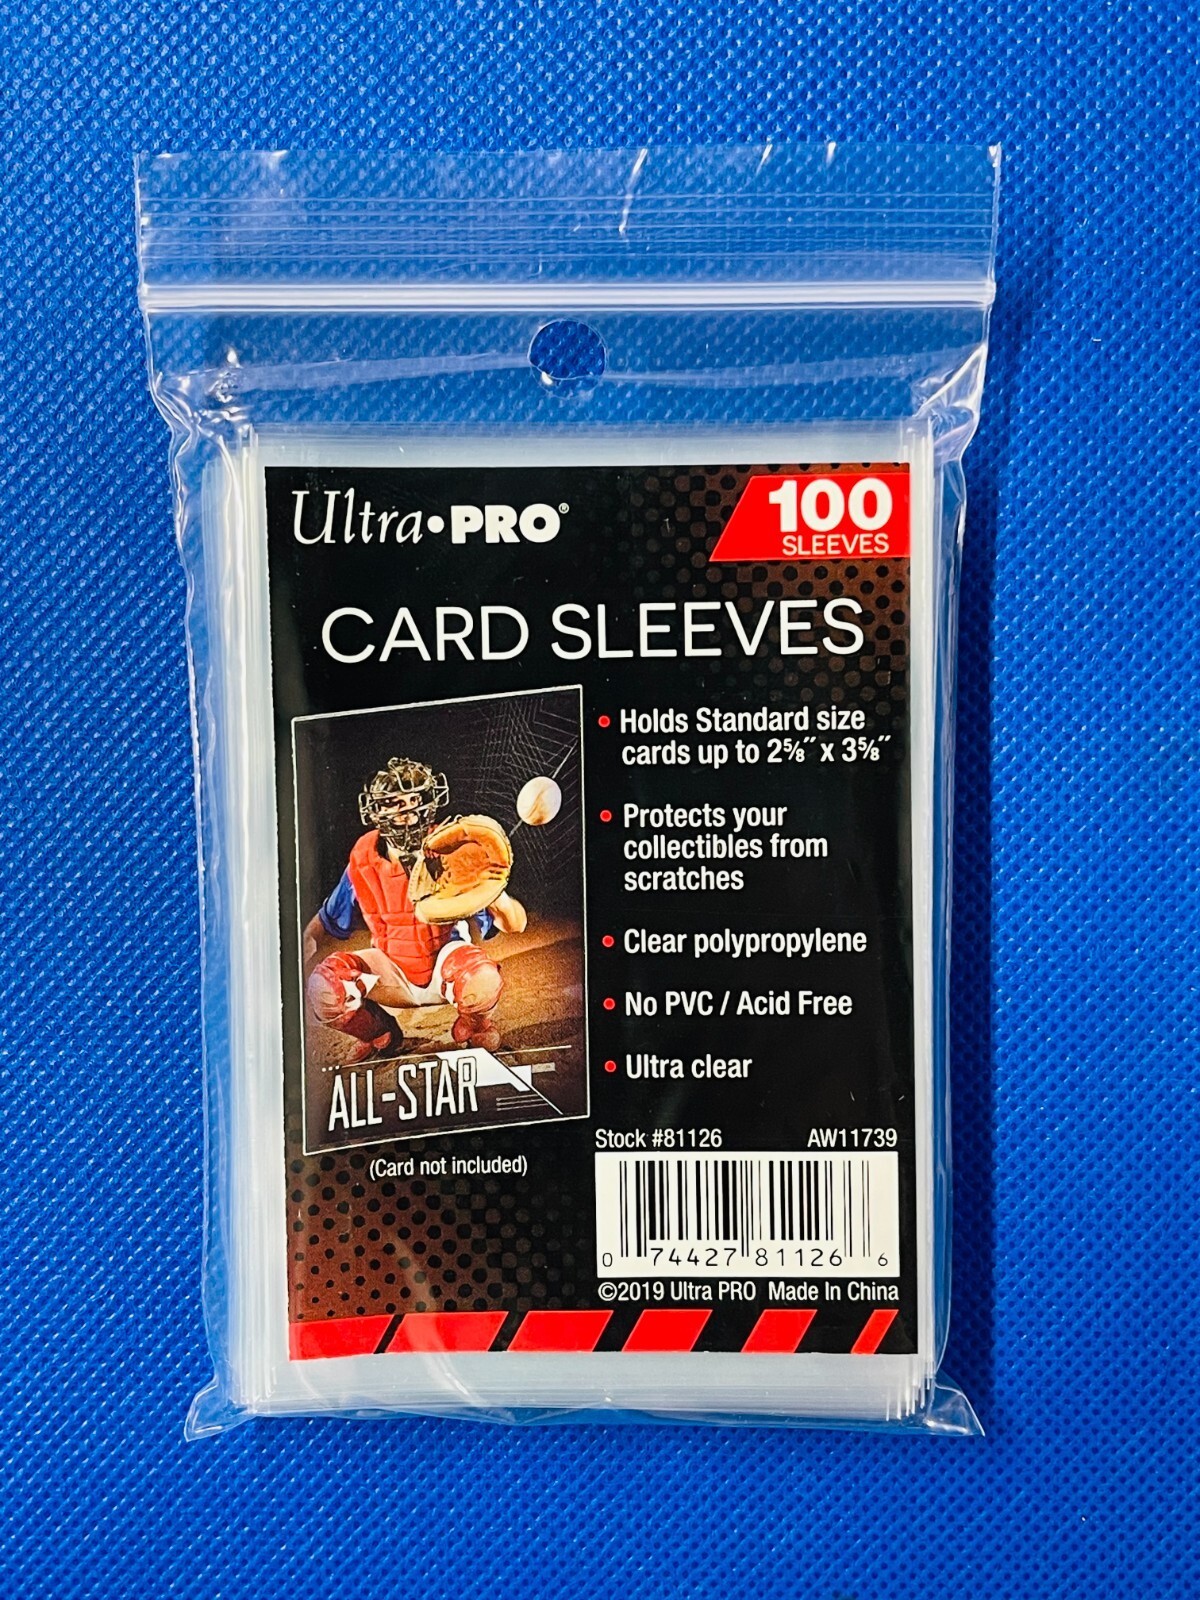 Ultra•PRO®
100
SLEEVES
CARD SLEEVES
• Holds Standard size
cards up to 2⅝″ x 3⅝″
• Protects your
collectibles from
scratches
• Clear polypropylene
• No PVC / Acid Free
• Ultra clear
ALL-STAR
(Card not included)
Stock #81126 AW11739
0 74427 81126 6
©2019 Ultra PRO Made In China